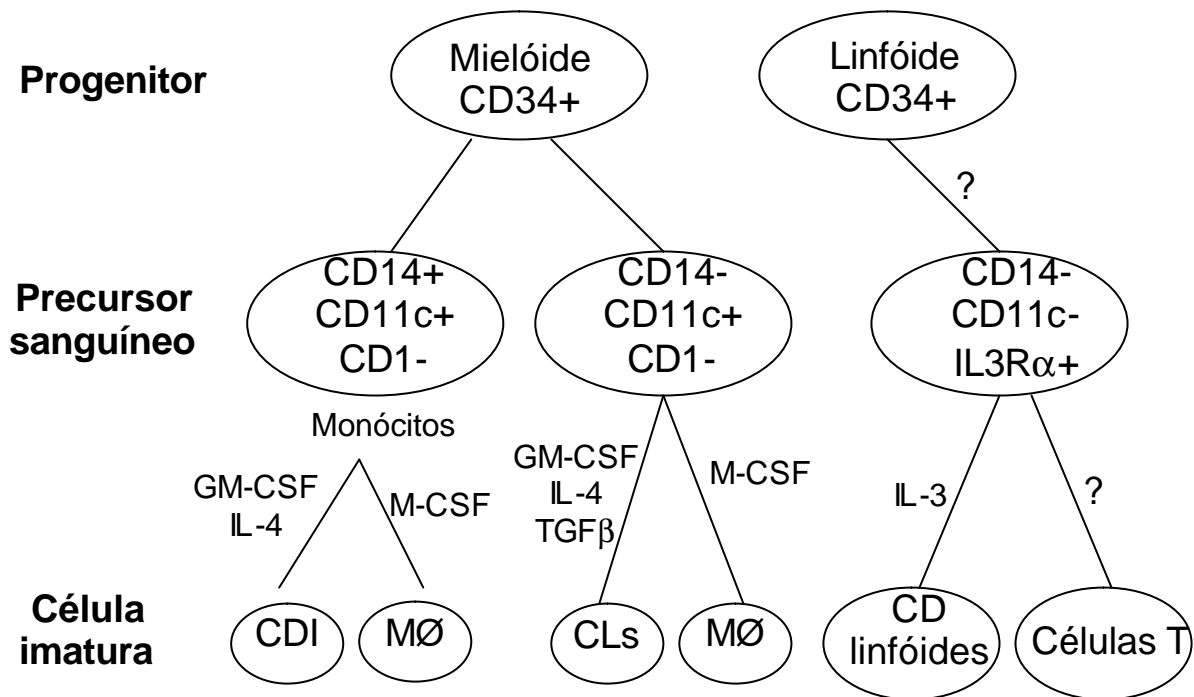 Progenitor
Mielóide
CD34+
Linfóide
CD34+
?
Precursor
sanguíneo
CD14+
CD11c+
CD1-
CD14-
CD11c+
CD1-
CD14-
CD11c-
IL3Rα+
Monócitos
GM-CSF
IL-4
M-CSF
GM-CSF
IL-4
TGFβ
M-CSF
IL-3
?
Célula
imatura
CDI
MØ
CLs
MØ
CD
linfóides
Células T